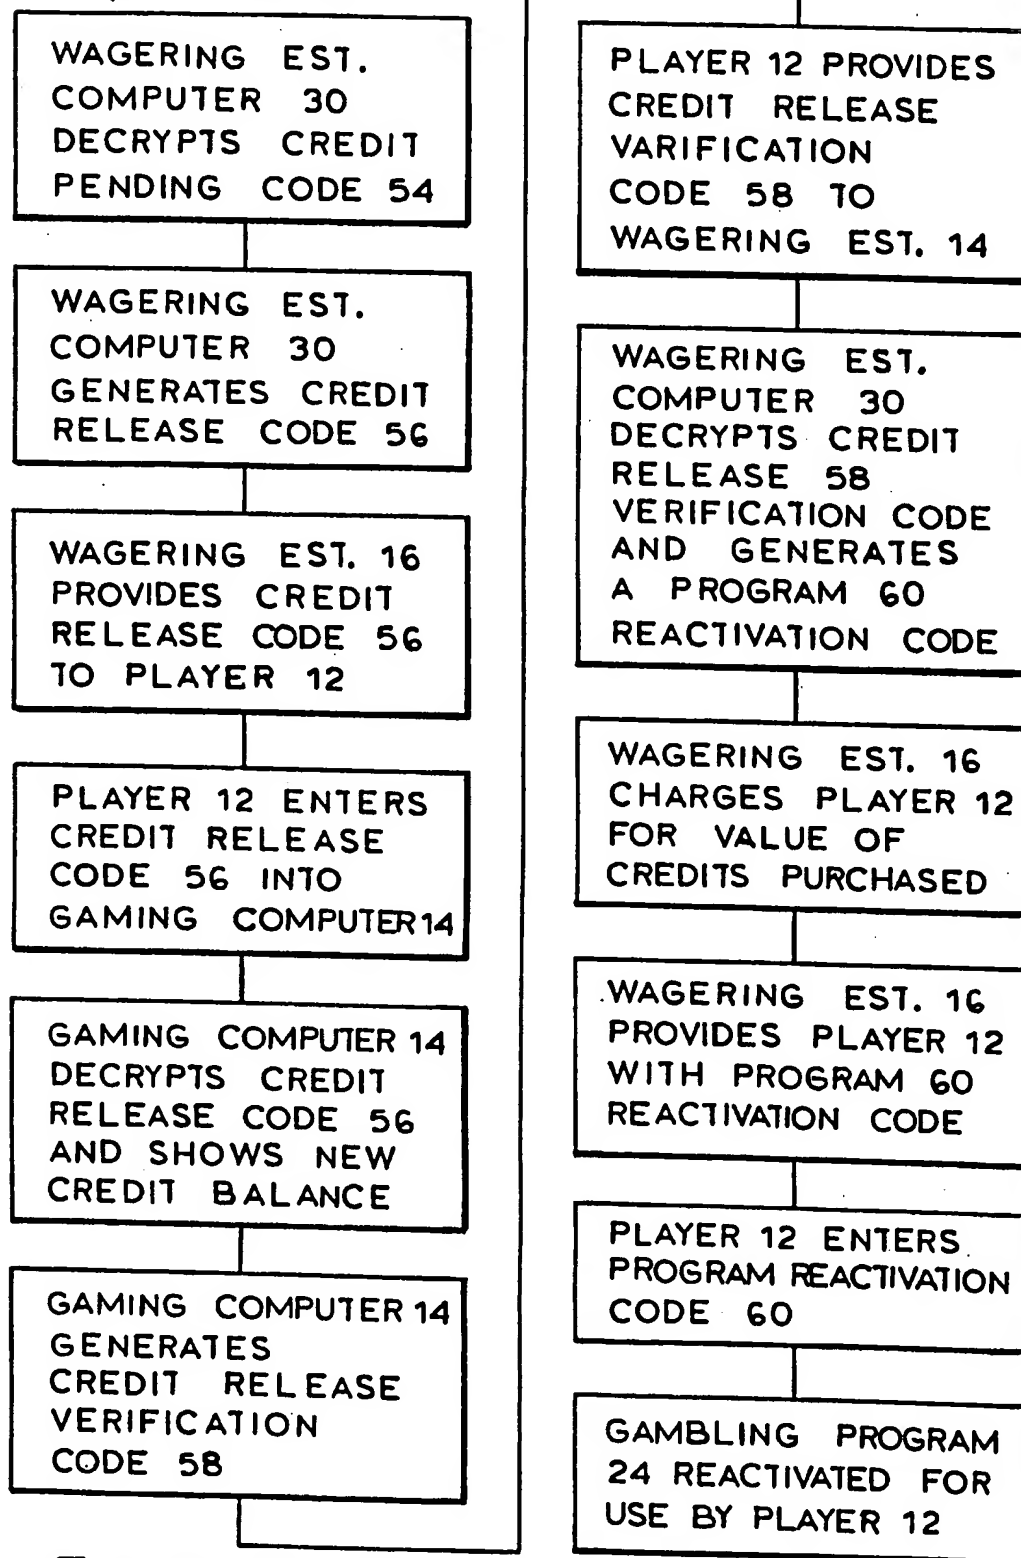 WAGERING EST.
COMPUTER 30
DECRYPTS CREDIT
PENDING CODE 54
WAGERING EST.
COMPUTER 30
GENERATES CREDIT
RELEASE CODE 56
WAGERING EST. 16
PROVIDES CREDIT
RELEASE CODE 56
TO PLAYER 12
PLAYER 12 ENTERS
CREDIT RELEASE
CODE 56 INTO
GAMING COMPUTER 14
GAMING COMPUTER 14
DECRYPTS CREDIT
RELEASE CODE 56
AND SHOWS NEW
CREDIT BALANCE
GAMING COMPUTER 14
GENERATES
CREDIT RELEASE
VERIFICATION
CODE 58
PLAYER 12 PROVIDES
CREDIT RELEASE
VARIFICATION
CODE 58 TO
WAGERING EST. 14
WAGERING EST.
COMPUTER 30
DECRYPTS CREDIT
RELEASE 58
VERIFICATION CODE
AND GENERATES
A PROGRAM 60
REACTIVATION CODE
WAGERING EST. 16
CHARGES PLAYER 12
FOR VALUE OF
CREDITS PURCHASED
WAGERING EST. 16
PROVIDES PLAYER 12
WITH PROGRAM 60
REACTIVATION CODE
PLAYER 12 ENTERS
PROGRAM REACTIVATION
CODE 60
GAMBLING PROGRAM
24 REACTIVATED FOR
USE BY PLAYER 12